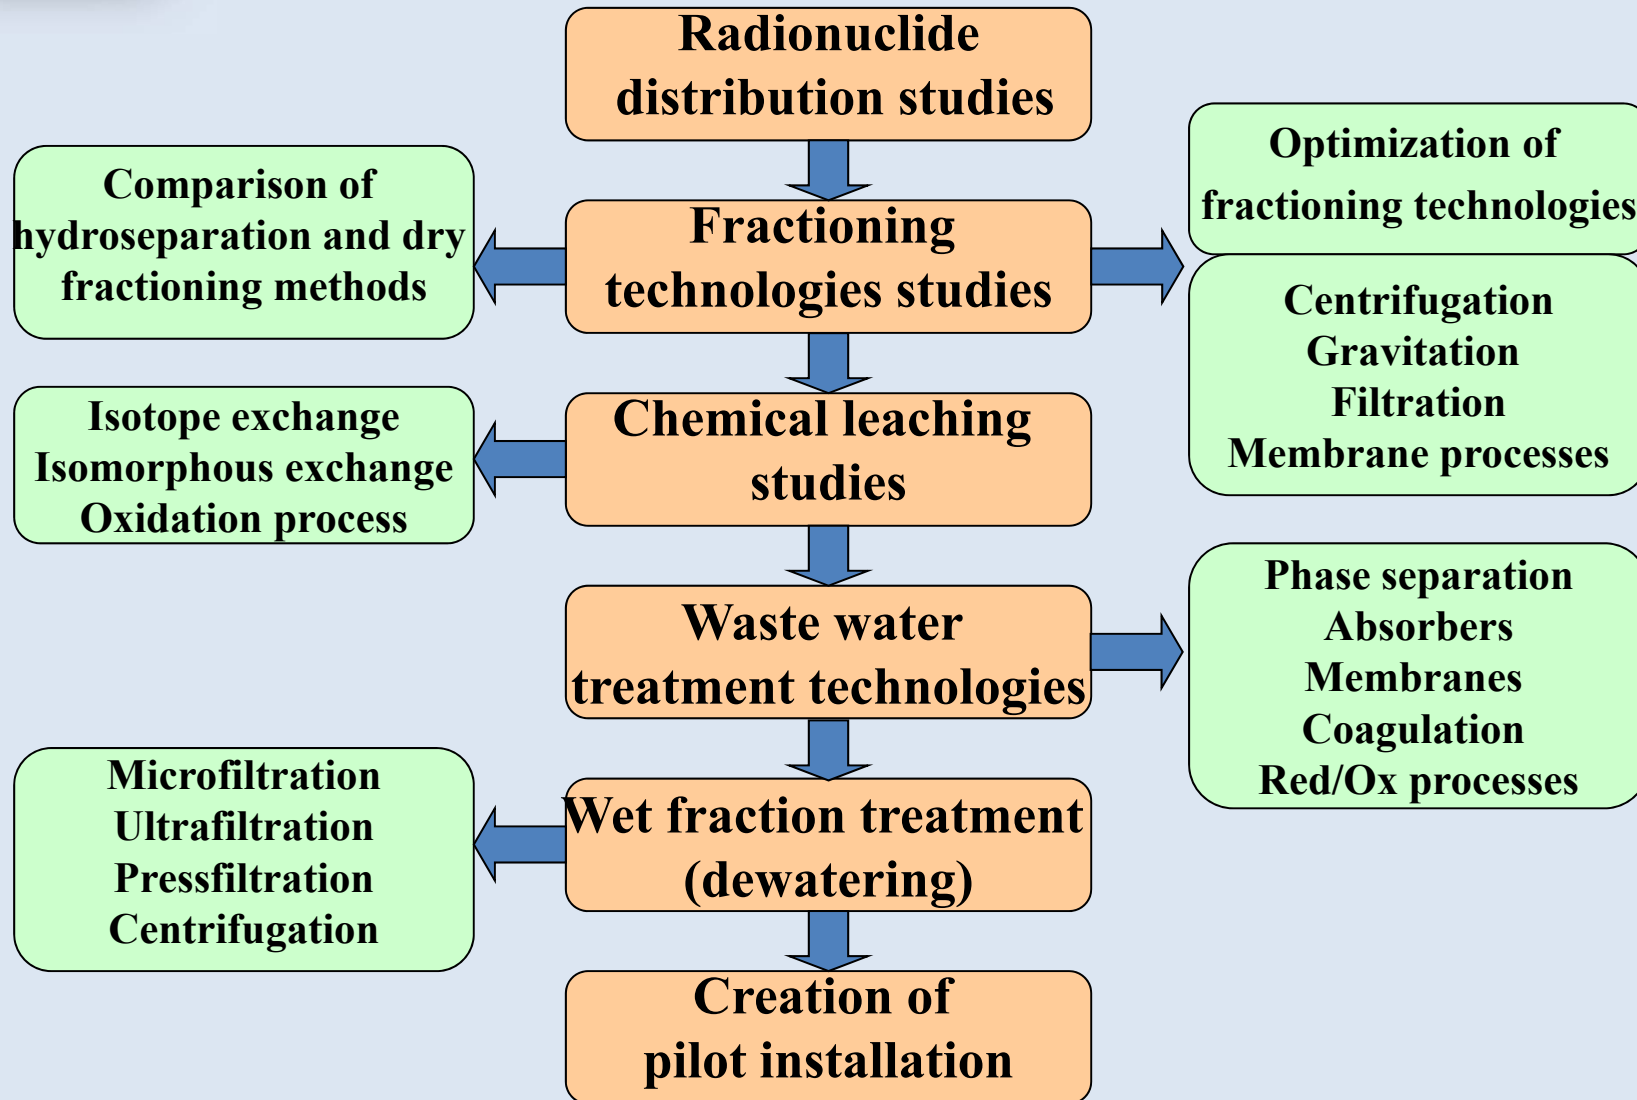 Radionuclide
distribution studies
Comparison of
hydroseparation and dry
fractioning methods
Fractioning
technologies studies
Optimization of
fractioning technologies
Centrifugation
Gravitation
Filtration
Membrane processes
Isotope exchange
Isomorphous exchange
Oxidation process
Chemical leaching
studies
Waste water
treatment technologies
Phase separation
Absorbers
Membranes
Coagulation
Red/Ox processes
Microfiltration
Ultrafiltration
Pressfiltration
Centrifugation
Wet fraction treatment
(dewatering)
Creation of
pilot installation